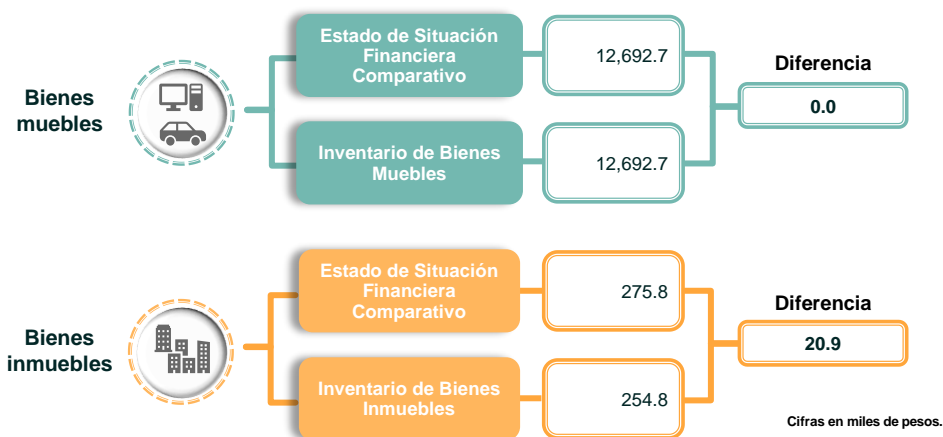 Bienes
muebles
Estado de Situación
Financiera
Comparativo
12,692.7
Inventario de Bienes
Muebles
12,692.7
Diferencia
0.0
Bienes
inmuebles
Estado de Situación
Financiera
Comparativo
275.8
Inventario de Bienes
Inmuebles
254.8
Diferencia
20.9
Cifras en miles de pesos.